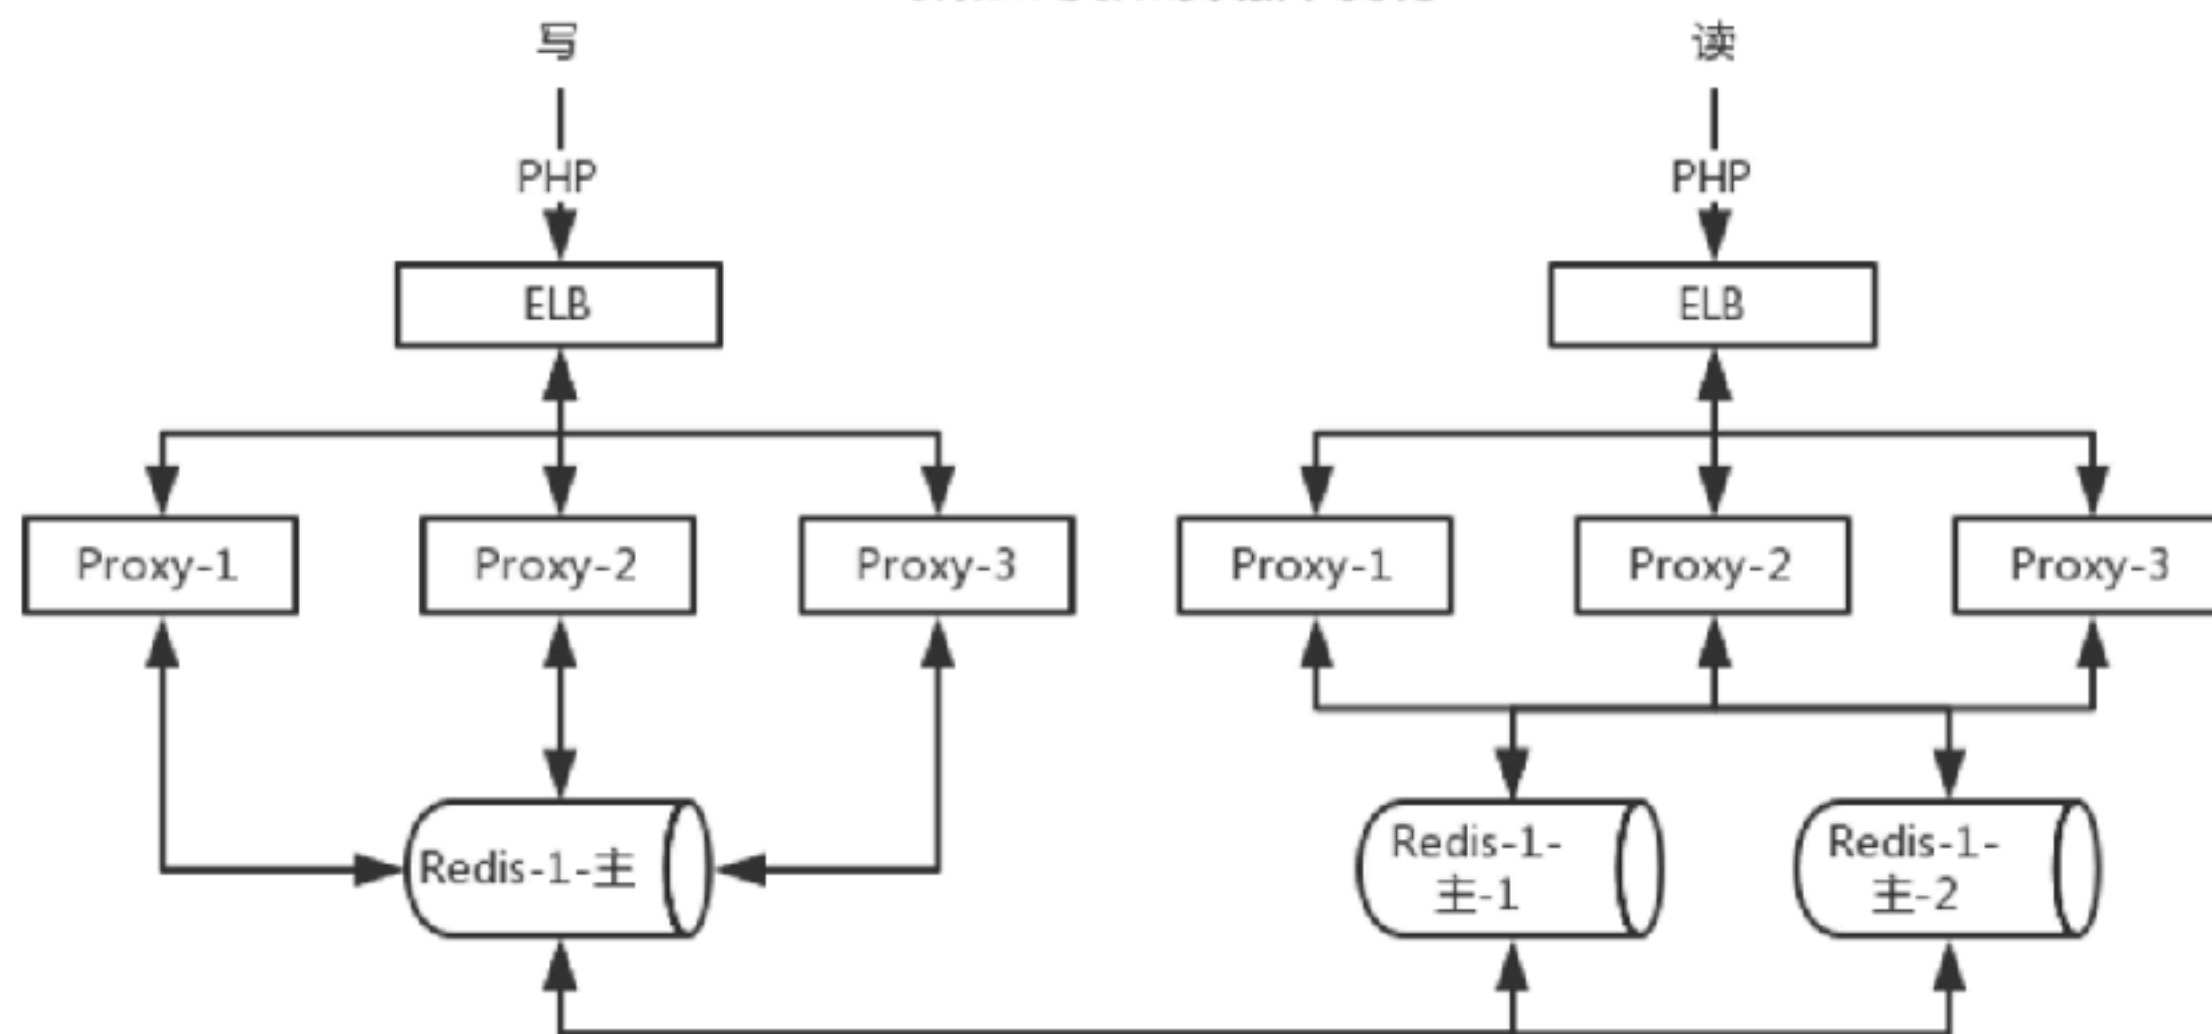 写
读
PHP
PHP
ELB
ELB
Proxy-1
Proxy-2
Proxy-3
Proxy-1
Proxy-2
Proxy-3
Redis-1-主
Redis-1-
主-1
Redis-1-
主-2